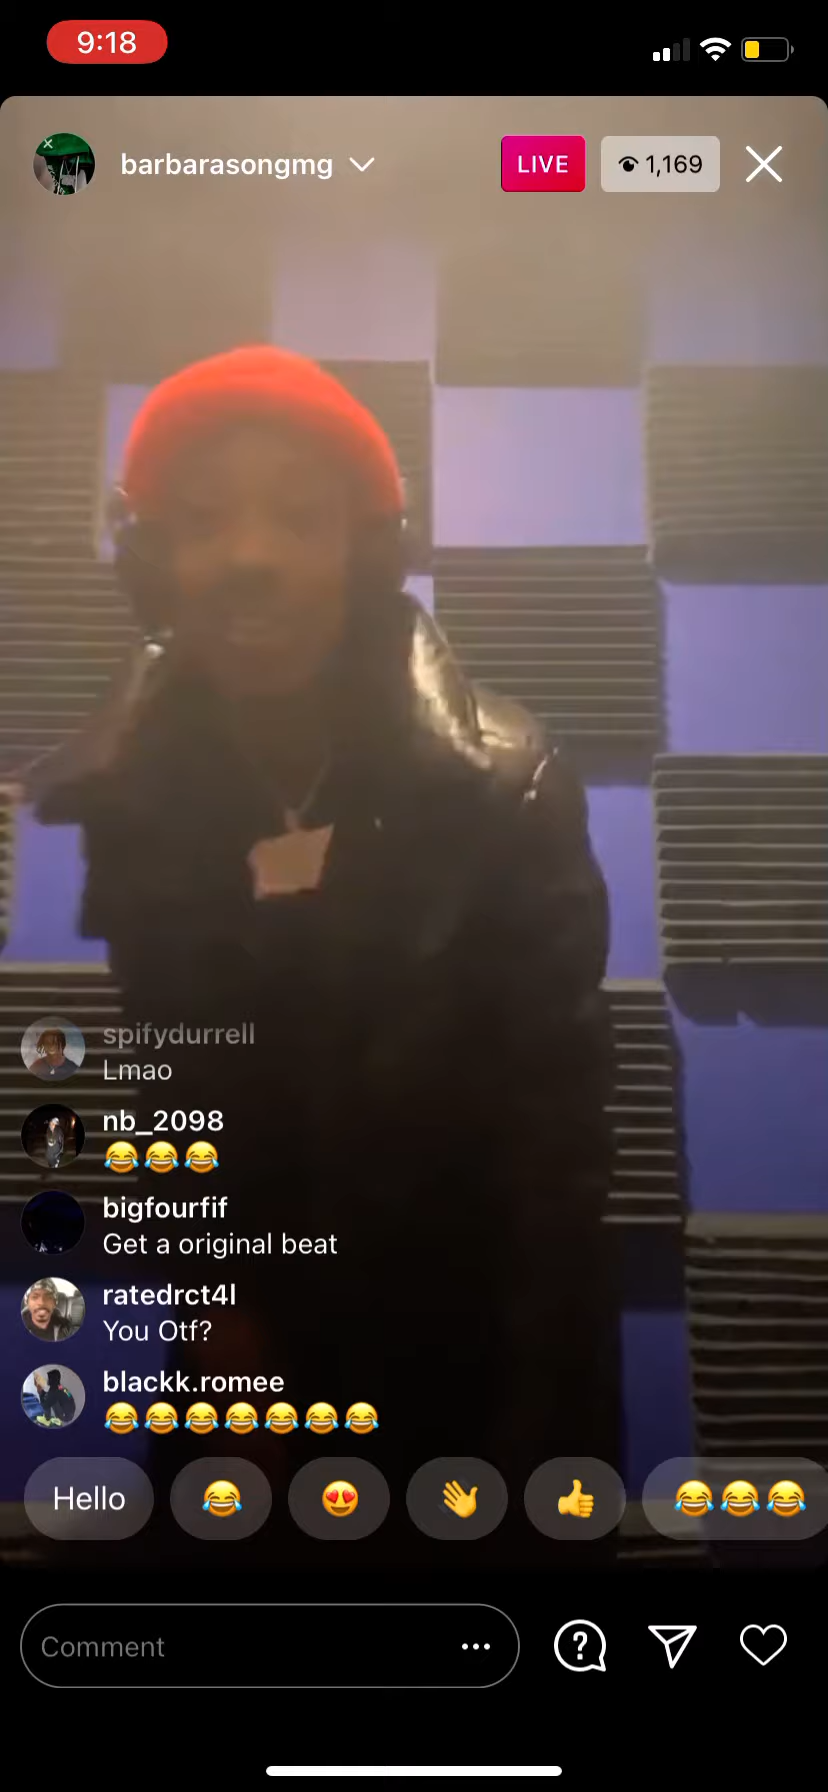 9:18
barbarasongmg
LIVE
1,169
spifydurrell
Lmao
nb_2098
😂😂😂
bigfourfif
Get a original beat
ratedrct4l
You Otf?
blackk.romee
😂😂😂😂😂😂😂
Hello 😂 😍 👋 👍 😂😂😂
Comment